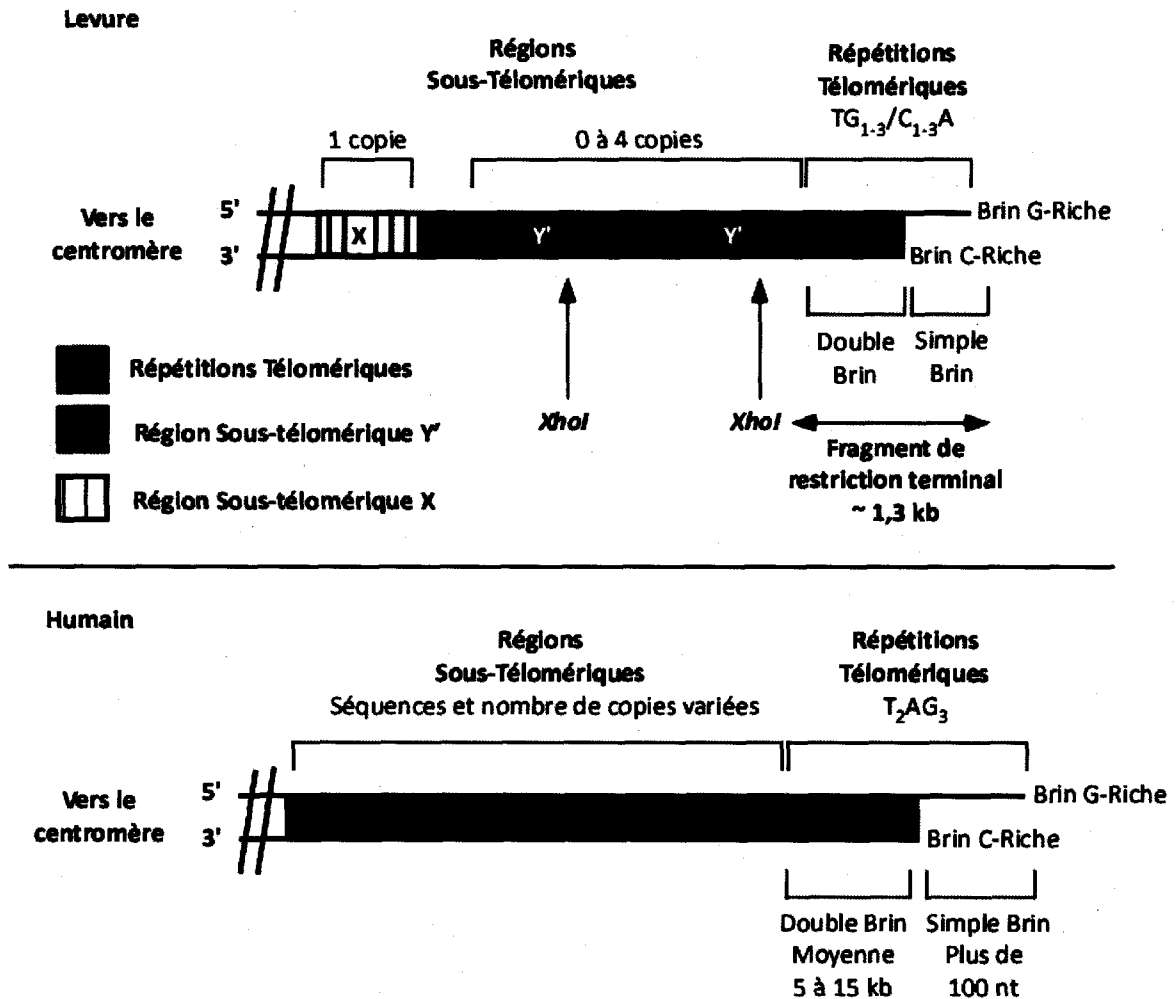 Levure
Régions
Sous-Télomériques
Répétitions
Télomériques
TG1-3/C1-3A
1 copie
0 à 4 copies
Vers le
centromère
5'
3'
X
Y'
Y'
Brin G-Riche
Brin C-Riche
Double
Brin
Simple
Brin
XhoI
XhoI
Fragment de
restriction terminal
~ 1,3 kb
Répétitions Télomériques
Région Sous-télomérique Y'
Région Sous-télomérique X
Humain
Régions
Sous-Télomériques
Séquences et nombre de copies variées
Répétitions
Télomériques
T2AG3
Vers le
centromère
5'
3'
Brin G-Riche
Brin C-Riche
Double Brin
Moyenne
5 à 15 kb
Simple Brin
Plus de
100 nt